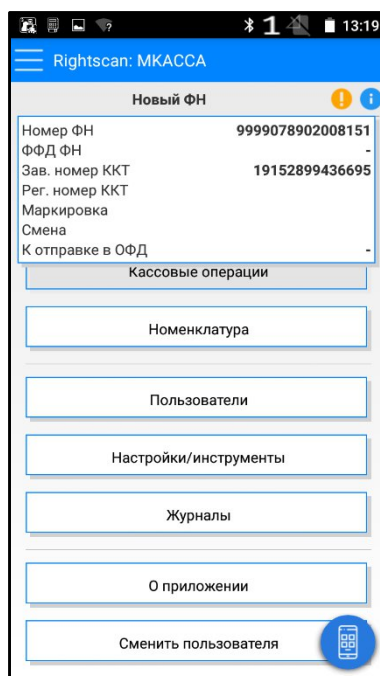 1
13:19
Rightscan: МКАССА
Новый ФН
Номер ФН 9999078902008151
ФФД ФН -
Зав. номер ККТ 19152899436695
Рег. номер ККТ
Маркировка
Смена
К отправке в ОФД -
Кассовые операции
Номенклатура
Пользователи
Настройки/инструменты
Журналы
О приложении
Сменить пользователя